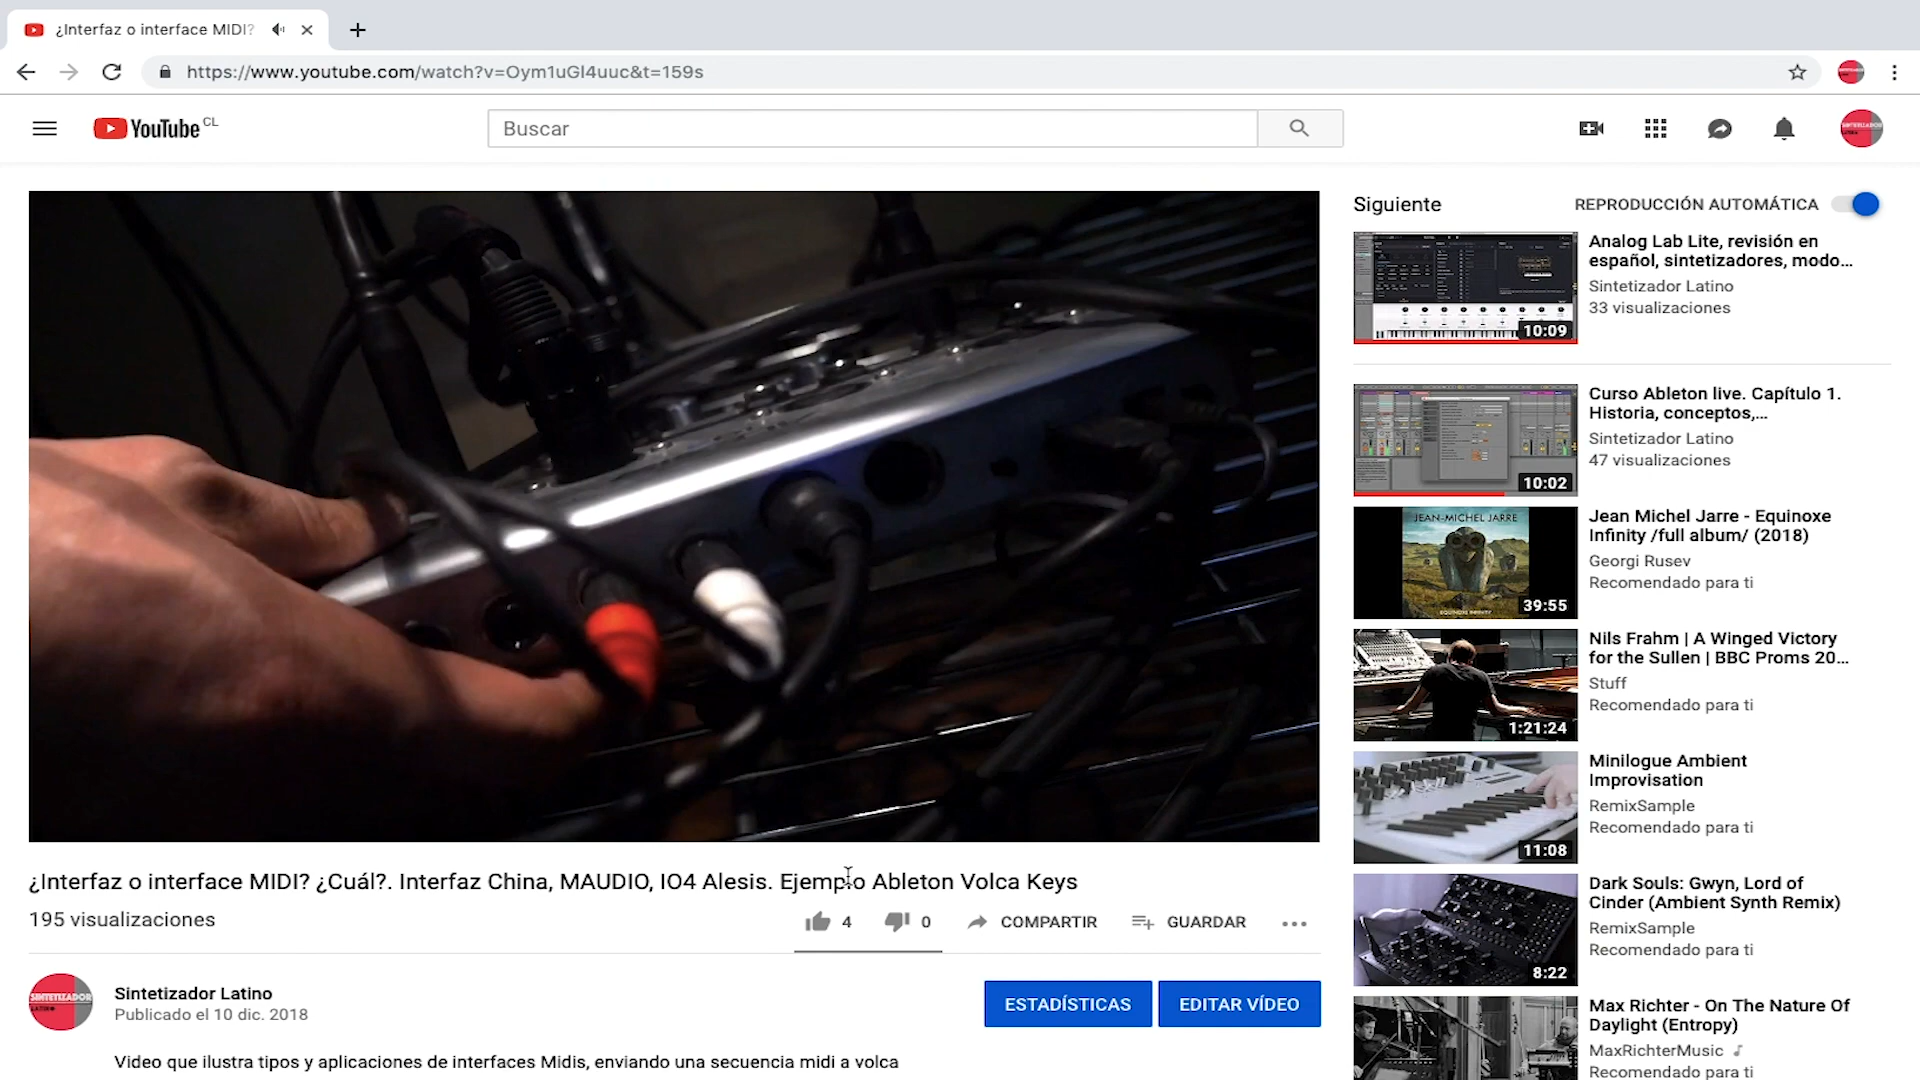 ¿Interfaz o interface MIDI?
https://www.youtube.com/watch?v=Oym1uGl4uuc&t=159s
YouTube CL
Buscar
Siguiente
REPRODUCCIÓN AUTOMÁTICA
Analog Lab Lite, revisión en
español, sintetizadores, modo...
Sintetizador Latino
33 visualizaciones
10:09
Curso Ableton live. Capítulo 1.
Historia, conceptos,...
Sintetizador Latino
47 visualizaciones
10:02
JEAN-MICHEL JARRE
EQUINOXE INFINITY
Jean Michel Jarre - Equinoxe
Infinity /full album/ (2018)
Georgi Rusev
Recomendado para ti
39:55
Nils Frahm | A Winged Victory
for the Sullen | BBC Proms 20...
Stuff
Recomendado para ti
1:21:24
Minilogue Ambient
Improvisation
RemixSample
Recomendado para ti
11:08
Dark Souls: Gwyn, Lord of
Cinder (Ambient Synth Remix)
RemixSample
Recomendado para ti
8:22
Max Richter - On The Nature Of
Daylight (Entropy)
MaxRichterMusic
Recomendado para ti
¿Interfaz o interface MIDI? ¿Cuál?. Interfaz China, MAUDIO, IO4 Alesis. Ejemplo Ableton Volca Keys
195 visualizaciones
4
0
COMPARTIR
GUARDAR
SINTETIZADOR
LATINO
Sintetizador Latino
Publicado el 10 dic. 2018
ESTADÍSTICAS
EDITAR VÍDEO
Video que ilustra tipos y aplicaciones de interfaces Midis, enviando una secuencia midi a volca